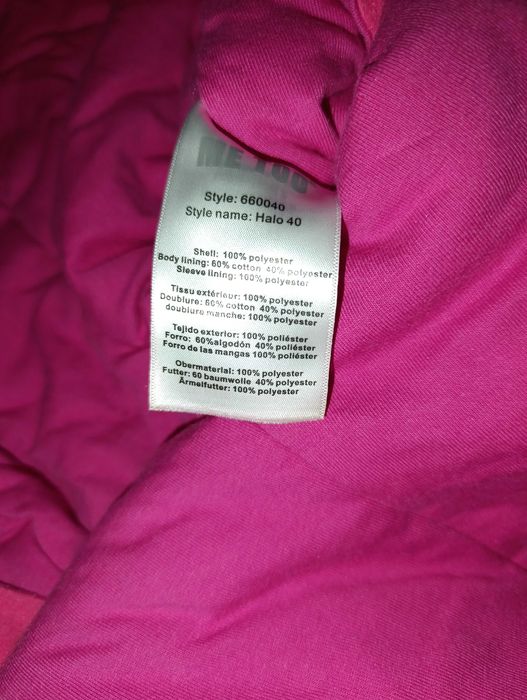 ME TOO
Style: 660040
Style name: Halo 40
Shell: 100% polyester
Body lining: 60% cotton 40% polyester
Sleeve lining: 100% polyester
Tissu extérieur: 100% polyester
Doublure: 60% cotton 40% polyester
doublure manche: 100% polyester
Tejido exterior: 100% poliéster
Forro: 60%algodón 40% poliéster
Forro de las mangas 100% poliéster
Obermaterial: 100% polyester
Futter: 60 baumwolle 40% polyester
Ärmelfutter: 100% polyester